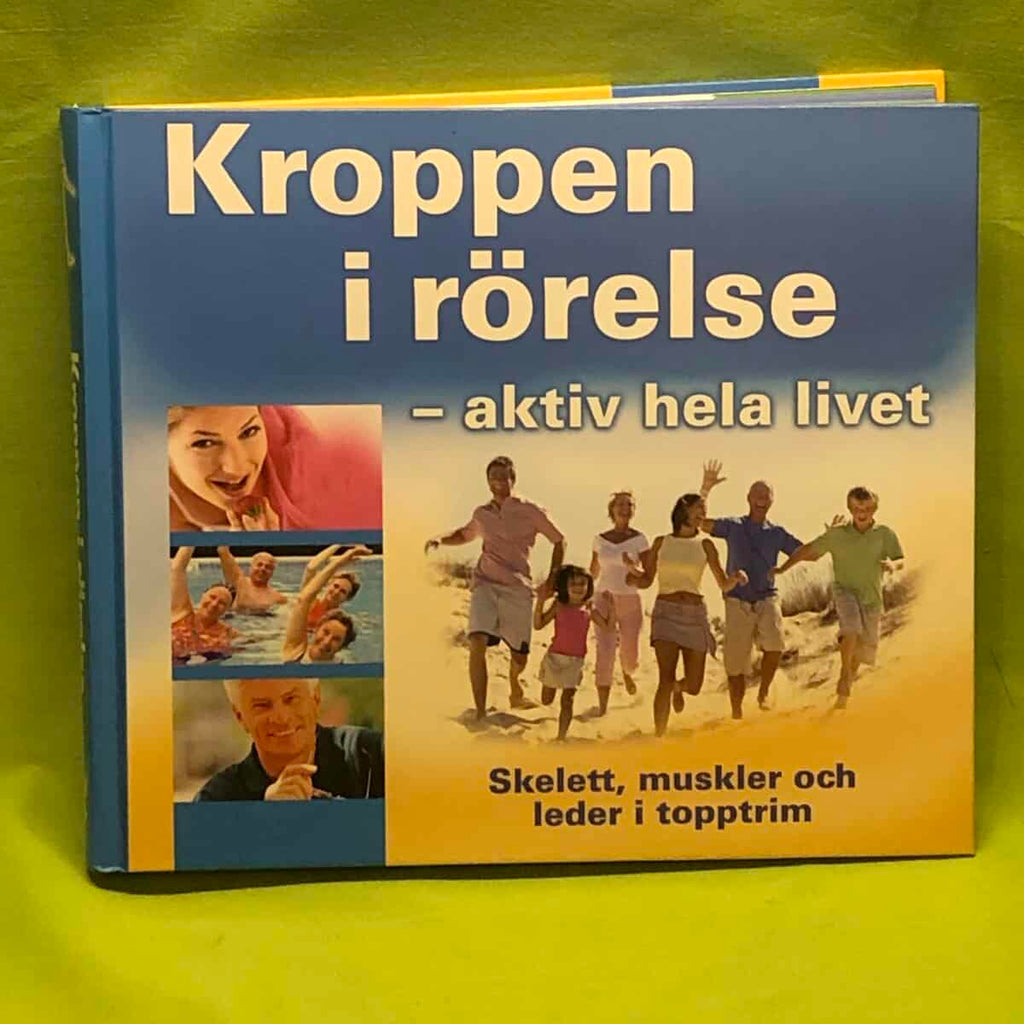 Kroppen
i rörelse
– aktiv hela livet
Skelett, muskler och
leder i topptrim